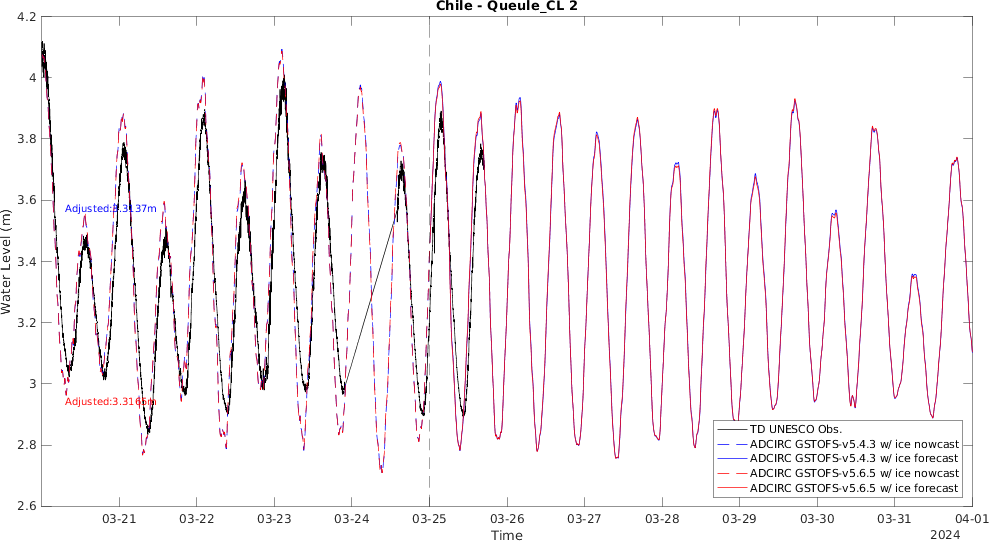 Chile - Queule_CL 2
4.2
4
3.8
3.6
3.4
3.2
3
2.8
2.6
Water Level (m)
Adjusted:3.3137m
Adjusted:3.3165m
TD UNESCO Obs.
ADCIRC GSTOFS-v5.4.3 w/ ice nowcast
ADCIRC GSTOFS-v5.4.3 w/ ice forecast
ADCIRC GSTOFS-v5.6.5 w/ ice nowcast
ADCIRC GSTOFS-v5.6.5 w/ ice forecast
03-21 03-22 03-23 03-24 03-25 03-26 03-27 03-28 03-29 03-30 03-31 04-01
Time
2024